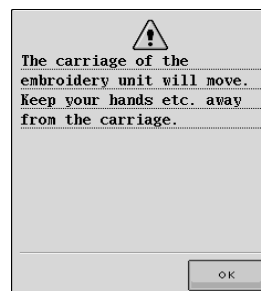 The carriage of the
embroidery unit will move.
Keep your hands etc. away
from the carriage.
OK